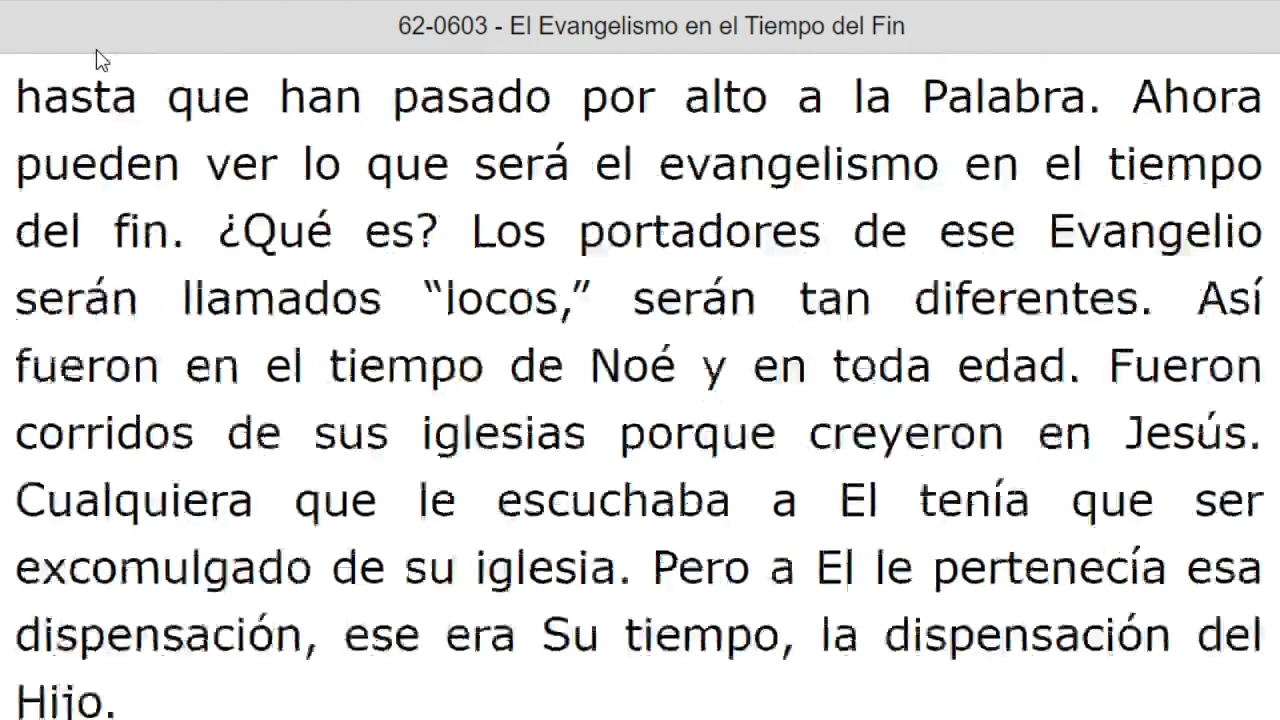 62-0603 - El Evangelismo en el Tiempo del Fin
hasta que han pasado por alto a la Palabra. Ahora
pueden ver lo que será el evangelismo en el tiempo
del fin. ¿Qué es? Los portadores de ese Evangelio
serán llamados “locos,” serán tan diferentes. Así
fueron en el tiempo de Noé y en toda edad. Fueron
corridos de sus iglesias porque creyeron en Jesús.
Cualquiera que le escuchaba a El tenía que ser
excomulgado de su iglesia. Pero a El le pertenecía esa
dispensación, ese era Su tiempo, la dispensación del
Hijo.